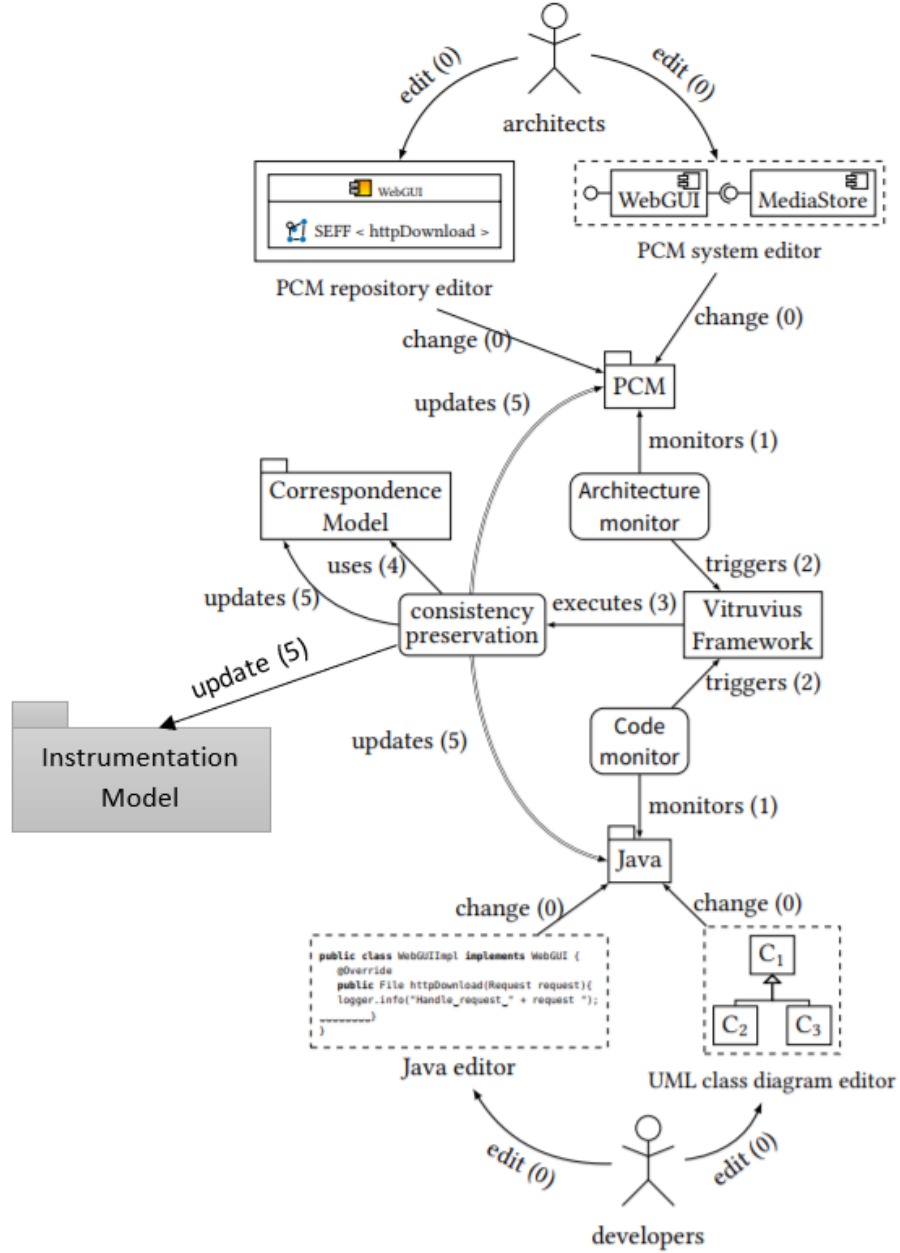 edit (0)
edit (0)
architects
WebGUI
SEFF < httpDownload >
WebGUI
MediaStore
PCM system editor
PCM repository editor
change (0)
change (0)
PCM
updates (5)
monitors (1)
Correspondence
Model
Architecture
monitor
uses (4)
triggers (2)
updates (5)
executes (3)
consistency
preservation
Vitruvius
Framework
update (5)
triggers (2)
updates (5)
Code
monitor
Instrumentation
Model
monitors (1)
Java
change (0)
change (0)
public class WebGUIImpl implements WebGUI {
@Override
public File httpDownload(Request request){
logger.info("Handle_request_" + request ");
________}
}
C1
C2
C3
Java editor
UML class diagram editor
edit (0)
edit (0)
developers